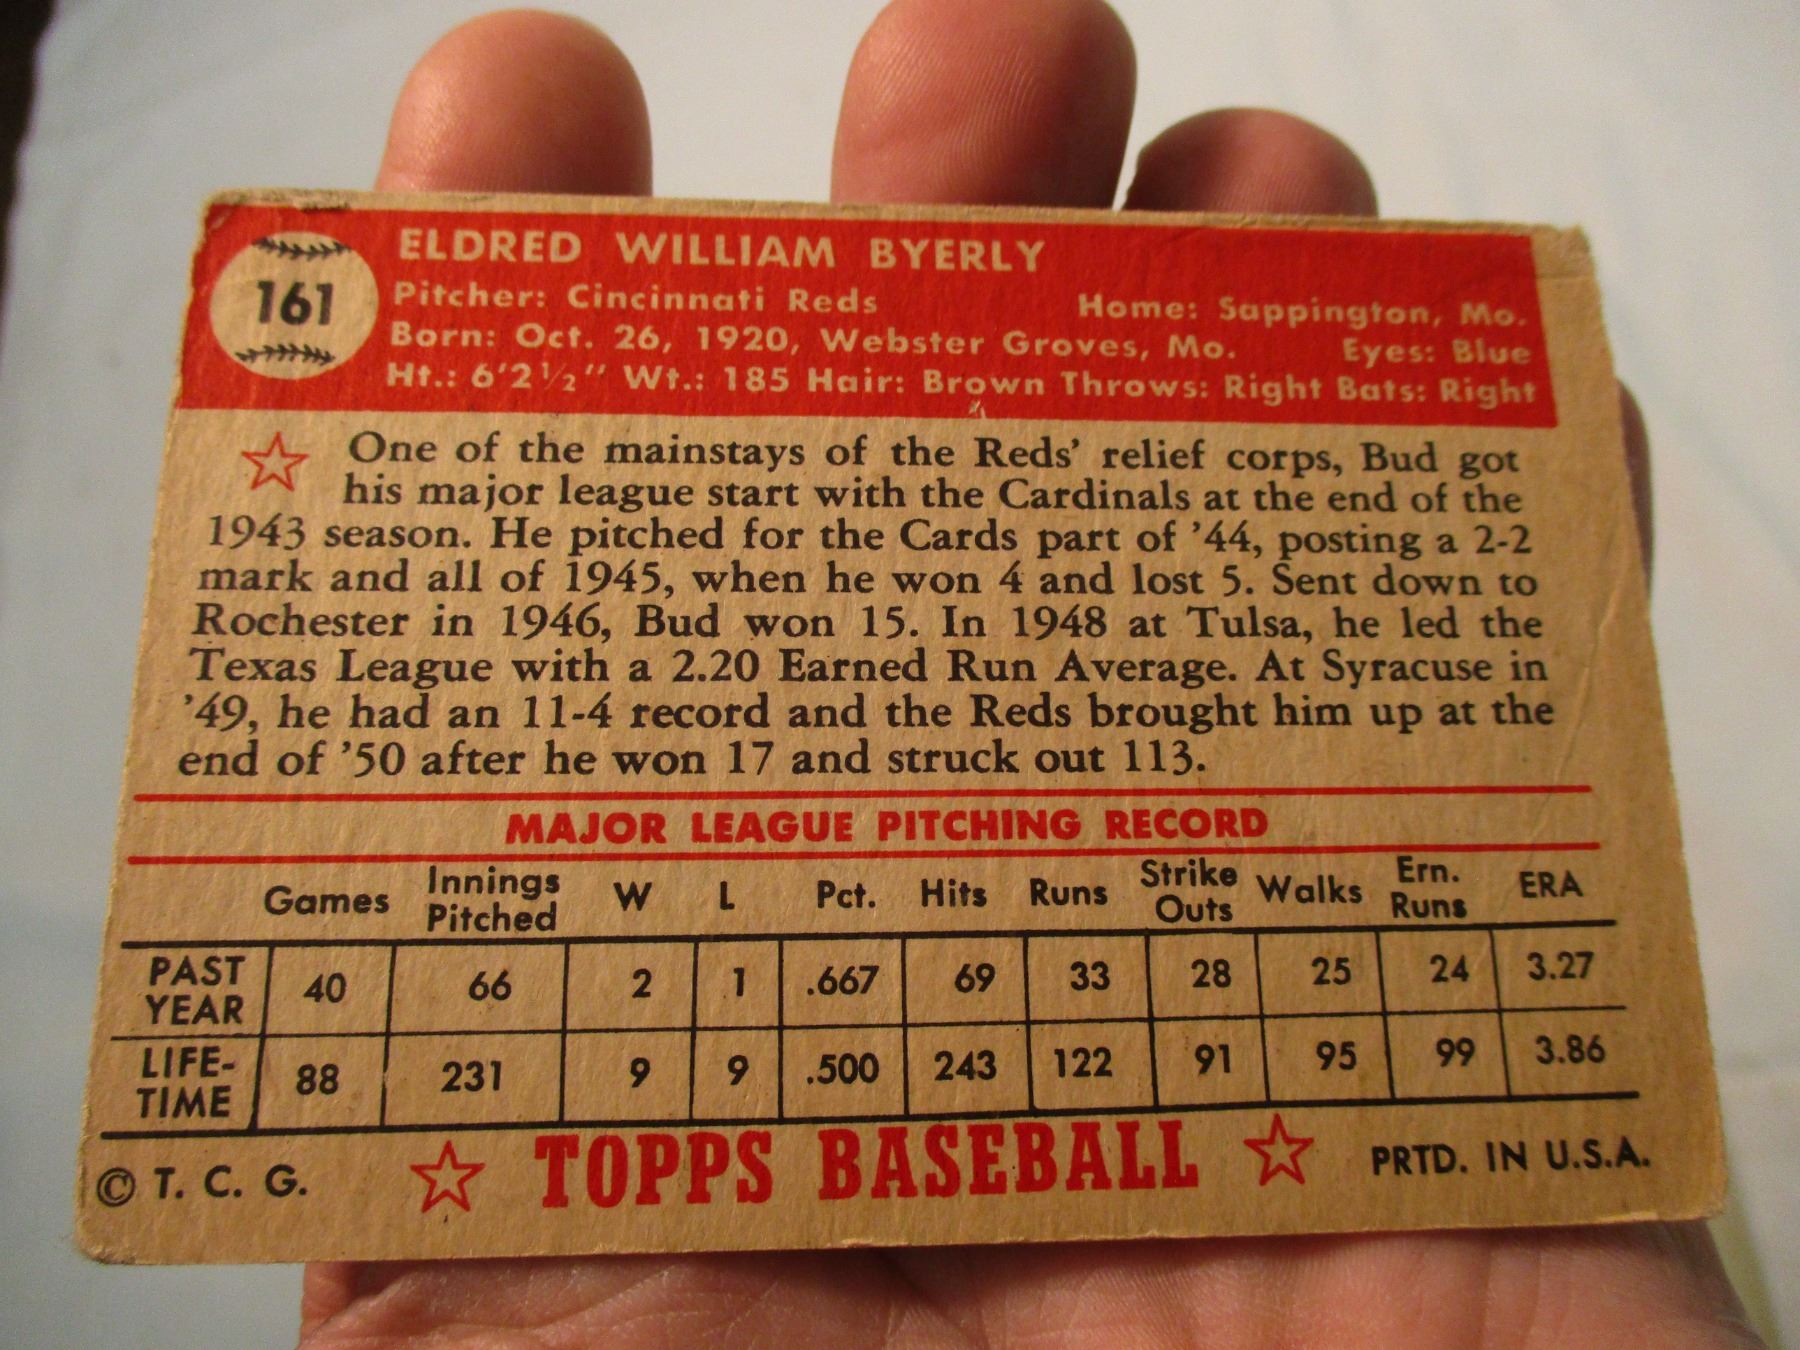 161
ELDRED WILLIAM BYERLY
Pitcher: Cincinnati Reds Home: Sappington, Mo.
Born: Oct. 26, 1920, Webster Groves, Mo. Eyes: Blue
Ht.: 6'2½" Wt.: 185 Hair: Brown Throws: Right Bats: Right
One of the mainstays of the Reds' relief corps, Bud got
his major league start with the Cardinals at the end of the
1943 season. He pitched for the Cards part of '44, posting a 2-2
mark and all of 1945, when he won 4 and lost 5. Sent down to
Rochester in 1946, Bud won 15. In 1948 at Tulsa, he led the
Texas League with a 2.20 Earned Run Average. At Syracuse in
'49, he had an 11-4 record and the Reds brought him up at the
end of '50 after he won 17 and struck out 113.
MAJOR LEAGUE PITCHING RECORD
Games Innings Pitched W L Pct. Hits Runs Strike Outs Walks Ern. Runs ERA
PAST YEAR 40 66 2 1 .667 69 33 28 25 24 3.27
LIFE-TIME 88 231 9 9 .500 243 122 91 95 99 3.86
© T. C. G. TOPPS BASEBALL PRTD. IN U.S.A.